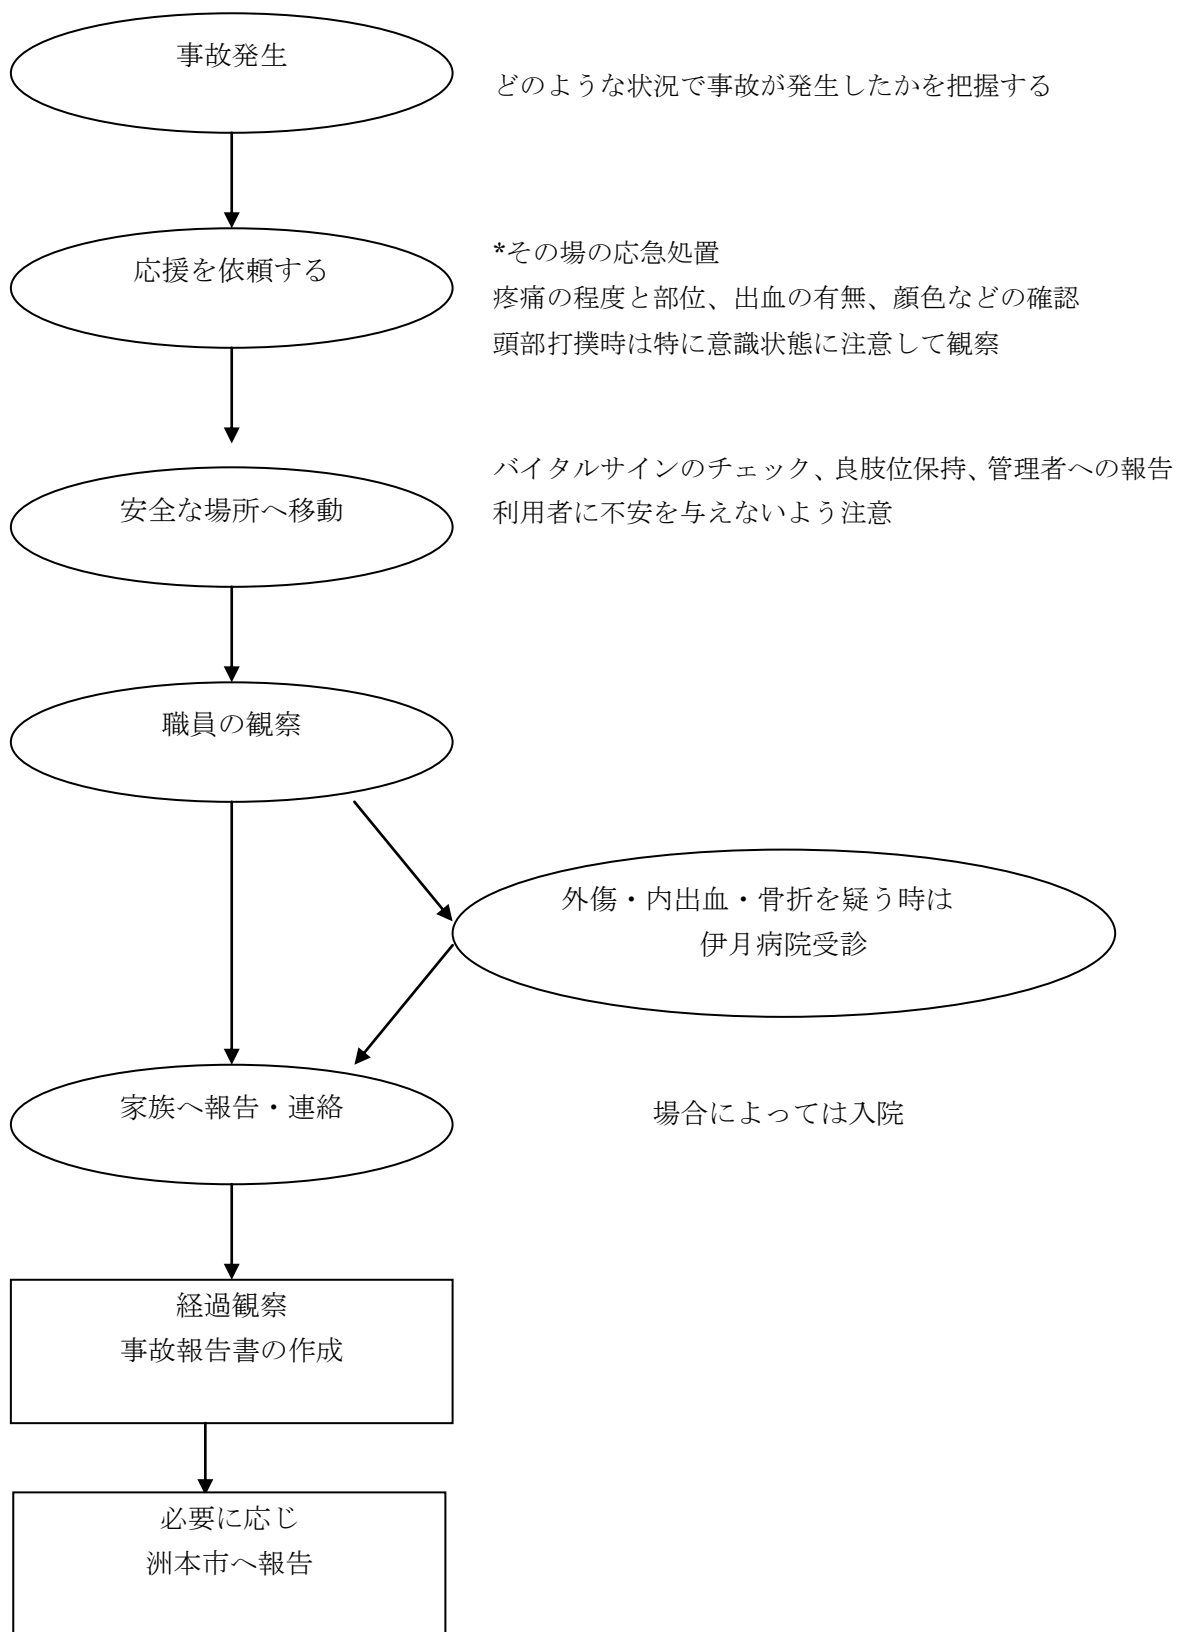 事故発生
どのような状況で事故が発生したかを把握する
応援を依頼する
*その場の応急処置
疼痛の程度と部位、出血の有無、顔色などの確認
頭部打撲時は特に意識状態に注意して観察
安全な場所へ移動
バイタルサインのチェック、良肢位保持、管理者への報告
利用者に不安を与えないよう注意
職員の観察
外傷・内出血・骨折を疑う時は
伊月病院受診
家族へ報告・連絡
場合によっては入院
経過観察
事故報告書の作成
必要に応じ
洲本市へ報告